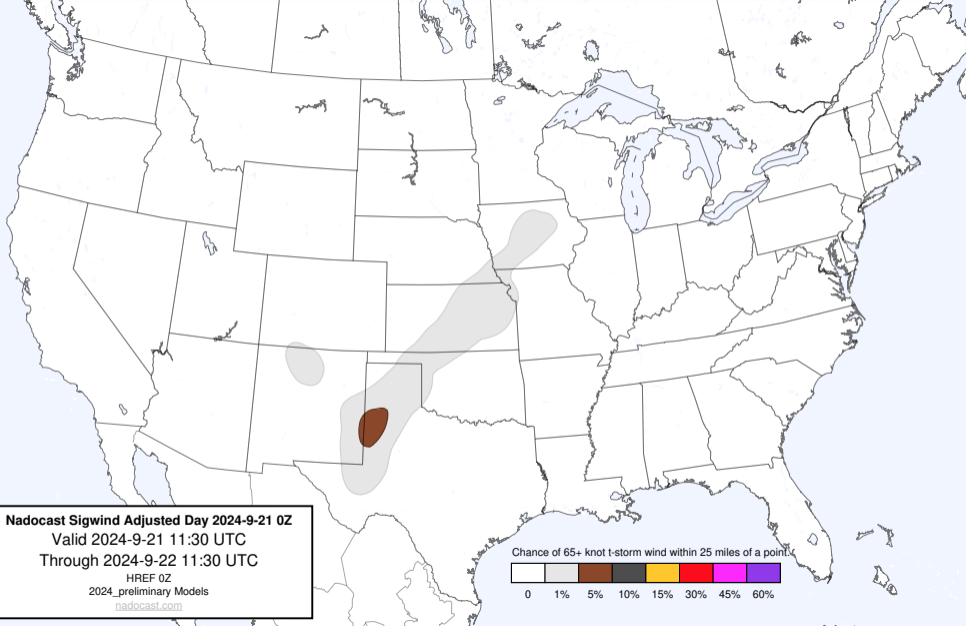 Nadocast Sigwind Adjusted Day 2024-9-21 0Z
Valid 2024-9-21 11:30 UTC
Through 2024-9-22 11:30 UTC
HREF 0Z
2024_preliminary Models
nadocast.com
Chance of 65+ knot t-storm wind within 25 miles of a point.
0 1% 5% 10% 15% 30% 45% 60%